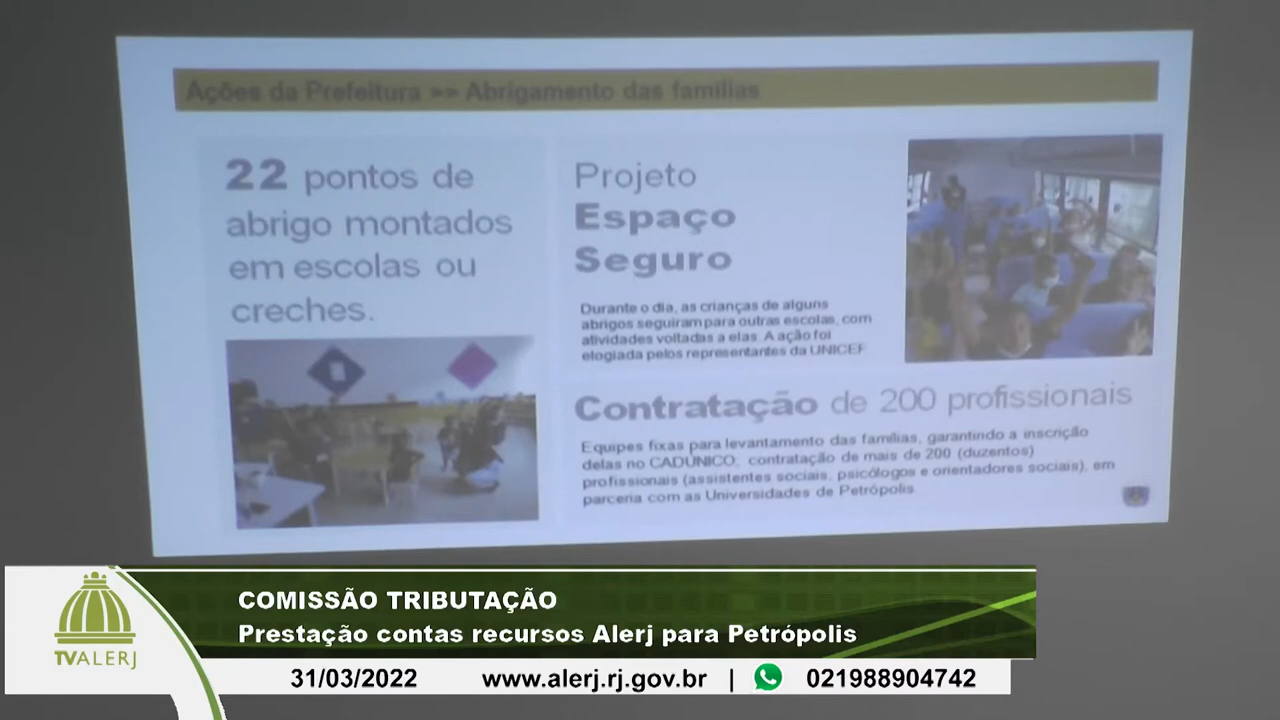 Ações da Prefeitura >> Abrigamento das famílias
22 pontos de
abrigo montados
em escolas ou
creches.
Projeto
Espaço
Seguro
Durante o dia, as crianças de alguns
abrigos seguiram para outras escolas, com
atividades voltadas a elas. A ação foi
elogiada pelos representantes da UNICEF.
Contratação de 200 profissionais
Equipes fixas para levantamento das famílias, garantindo a inscrição
delas no CADÚNICO; contratação de mais de 200 (duzentos)
profissionais (assistentes sociais, psicólogos e orientadores sociais), em
parceria com as Universidades de Petrópolis.
COMISSÃO TRIBUTAÇÃO
Prestação contas recursos Alerj para Petrópolis
TVALERJ
31/03/2022 www.alerj.rj.gov.br | 021988904742